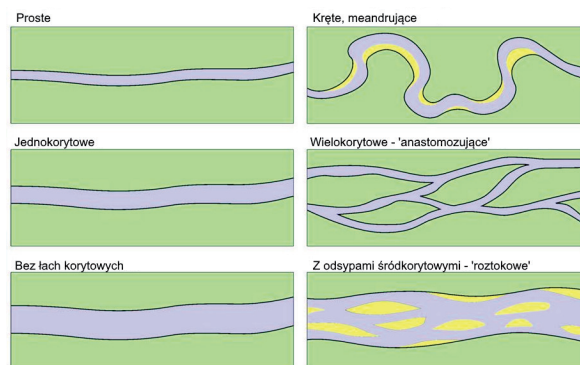 Proste
Kręte, meandrujące
Jednokorytowe
Wielokorytowe - 'anastomozujące'
Bez łach korytowych
Z odsypami śródkorytowymi - 'roztokowe'